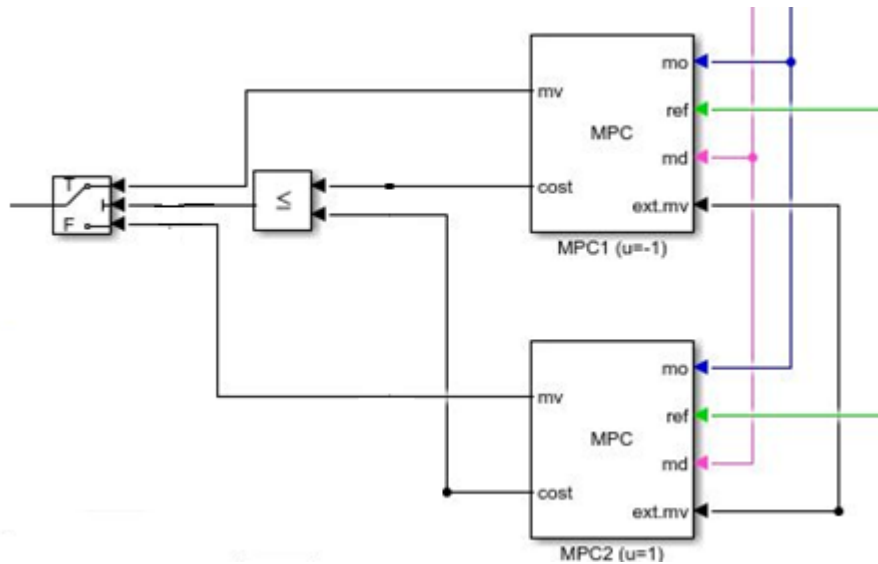 mo
mv
ref
MPC
md
T
cost
≤
ext.mv
F
MPC1 (u=-1)
mo
mv
ref
MPC
md
cost
ext.mv
MPC2 (u=1)